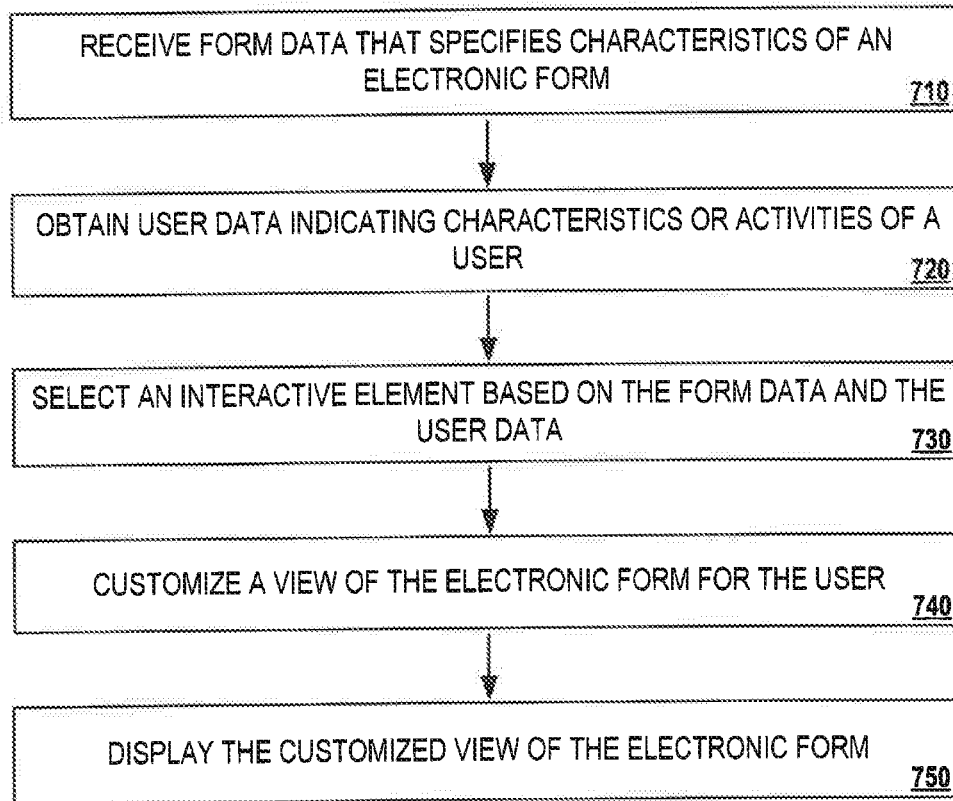 RECEIVE FORM DATA THAT SPECIFIES CHARACTERISTICS OF AN
ELECTRONIC FORM
710
OBTAIN USER DATA INDICATING CHARACTERISTICS OR ACTIVITIES OF A
USER
720
SELECT AN INTERACTIVE ELEMENT BASED ON THE FORM DATA AND THE
USER DATA
730
CUSTOMIZE A VIEW OF THE ELECTRONIC FORM FOR THE USER
740
DISPLAY THE CUSTOMIZED VIEW OF THE ELECTRONIC FORM
750